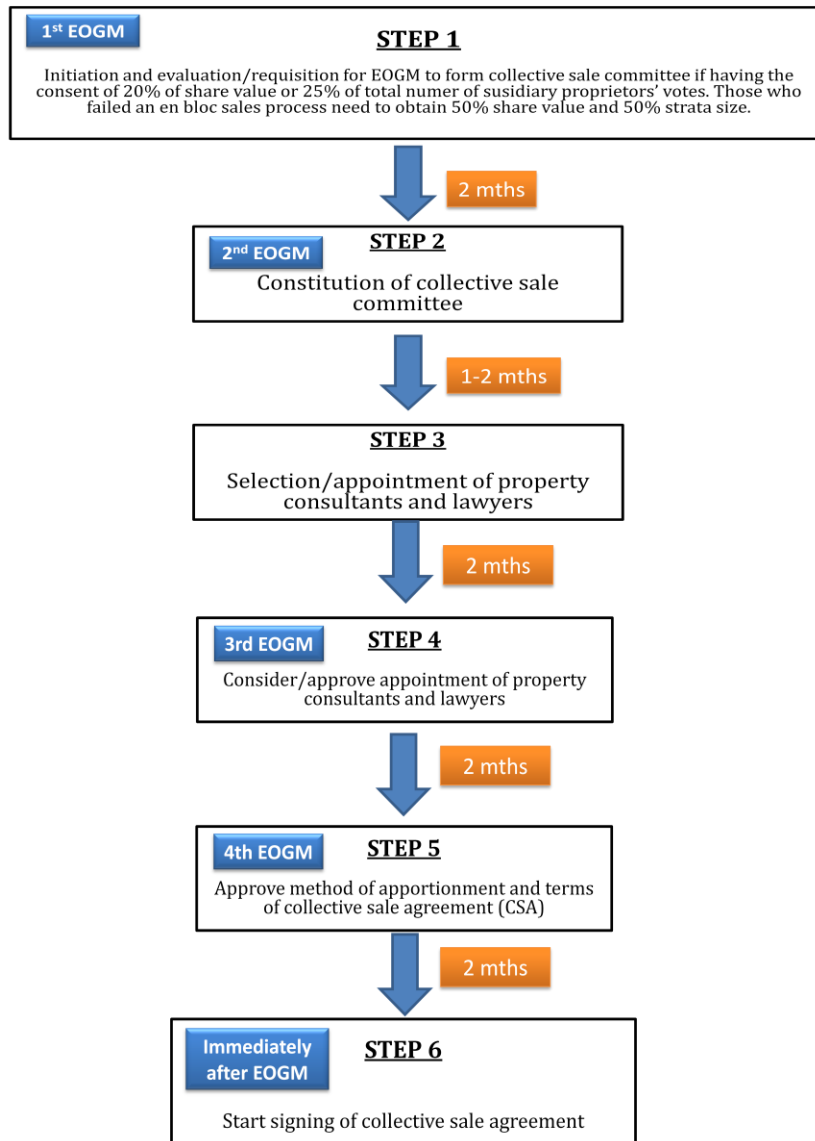 1st EOGM
STEP 1
Initiation and evaluation/requisition for EOGM to form collective sale committee if having the
consent of 20% of share value or 25% of total numer of susidiary proprietors' votes. Those who
failed an en bloc sales process need to obtain 50% share value and 50% strata size.
2 mths
STEP 2
2nd EOGM
Constitution of collective sale
committee
1-2 mths
STEP 3
Selection/appointment of property
consultants and lawyers
2 mths
3rd EOGM
STEP 4
Consider/approve appointment of property
consultants and lawyers
2 mths
4th EOGM
STEP 5
Approve method of apportionment and terms
of collective sale agreement (CSA)
2 mths
Immediately
after EOGM
STEP 6
Start signing of collective sale agreement